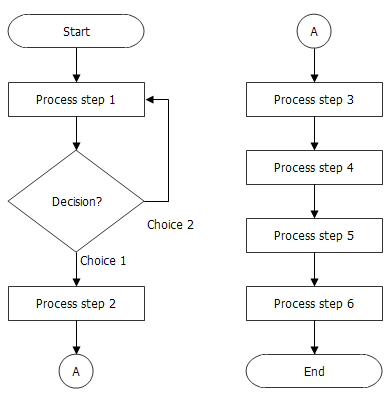 Start
Process step 1
Decision?
Choice 2
Choice 1
Process step 2
A
A
Process step 3
Process step 4
Process step 5
Process step 6
End